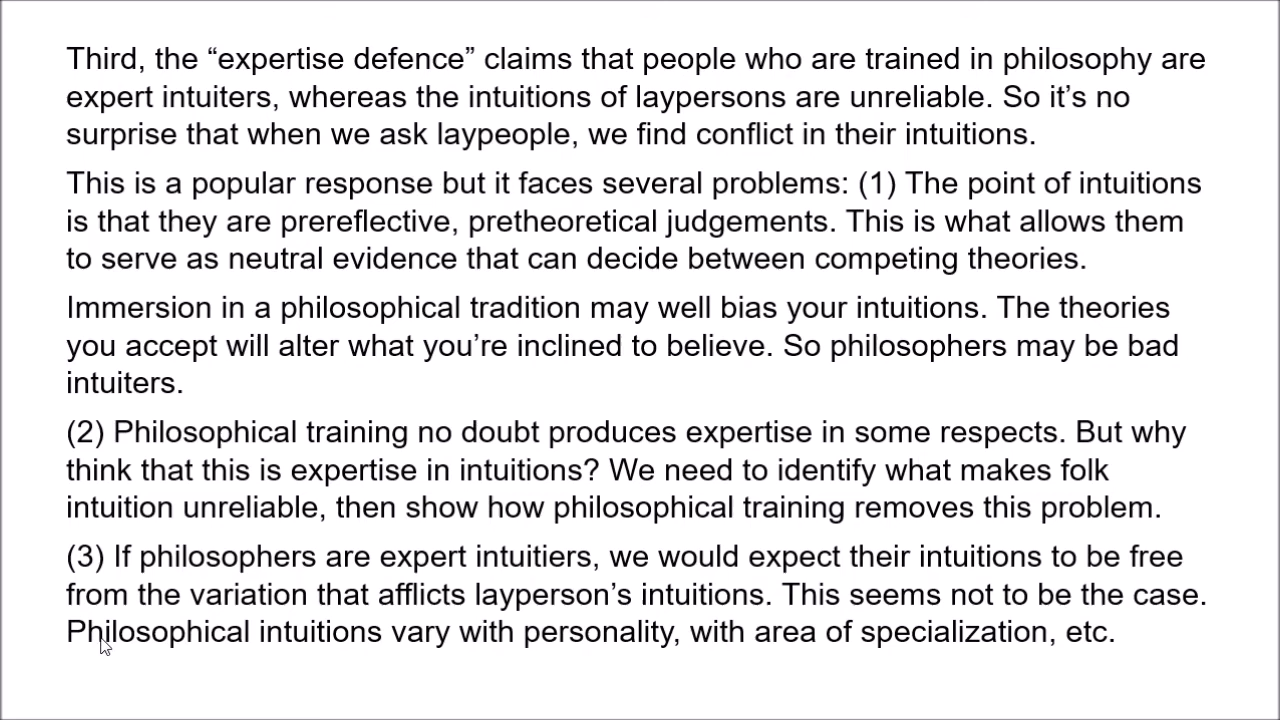 Third, the “expertise defence” claims that people who are trained in philosophy are
expert intuiters, whereas the intuitions of laypersons are unreliable. So it’s no
surprise that when we ask laypeople, we find conflict in their intuitions.
This is a popular response but it faces several problems: (1) The point of intuitions
is that they are prereflective, pretheoretical judgements. This is what allows them
to serve as neutral evidence that can decide between competing theories.
Immersion in a philosophical tradition may well bias your intuitions. The theories
you accept will alter what you’re inclined to believe. So philosophers may be bad
intuiters.
(2) Philosophical training no doubt produces expertise in some respects. But why
think that this is expertise in intuitions? We need to identify what makes folk
intuition unreliable, then show how philosophical training removes this problem.
(3) If philosophers are expert intuitiers, we would expect their intuitions to be free
from the variation that afflicts layperson’s intuitions. This seems not to be the case.
Philosophical intuitions vary with personality, with area of specialization, etc.